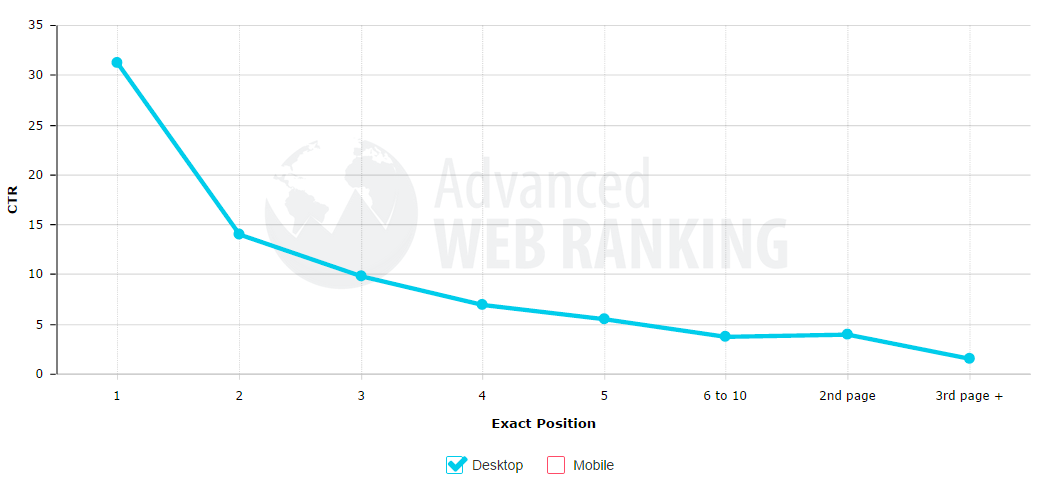 35
30
25
20
15
10
5
0
CTR
Advanced
WEB RANKING
1 2 3 4 5 6 to 10 2nd page 3rd page +
Exact Position
Desktop Mobile